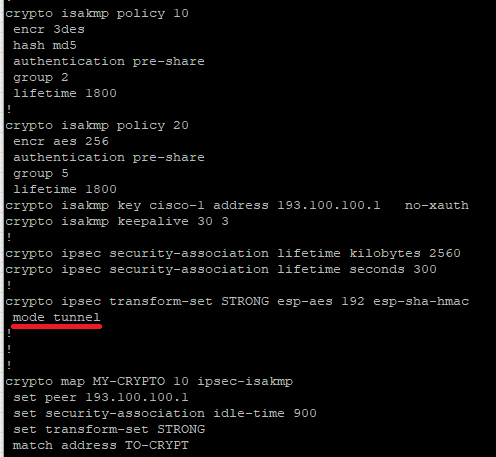 !
crypto isakmp policy 10
 encr 3des
 hash md5
 authentication pre-share
 group 2
 lifetime 1800
!
crypto isakmp policy 20
 encr aes 256
 authentication pre-share
 group 5
 lifetime 1800
crypto isakmp key cisco-1 address 193.100.100.1   no-xauth
crypto isakmp keepalive 30 3
!
crypto ipsec security-association lifetime kilobytes 2560
crypto ipsec security-association lifetime seconds 300
!
crypto ipsec transform-set STRONG esp-aes 192 esp-sha-hmac
 mode tunnel
!
!
!
crypto map MY-CRYPTO 10 ipsec-isakmp
 set peer 193.100.100.1
 set security-association idle-time 900
 set transform-set STRONG
 match address TO-CRYPT